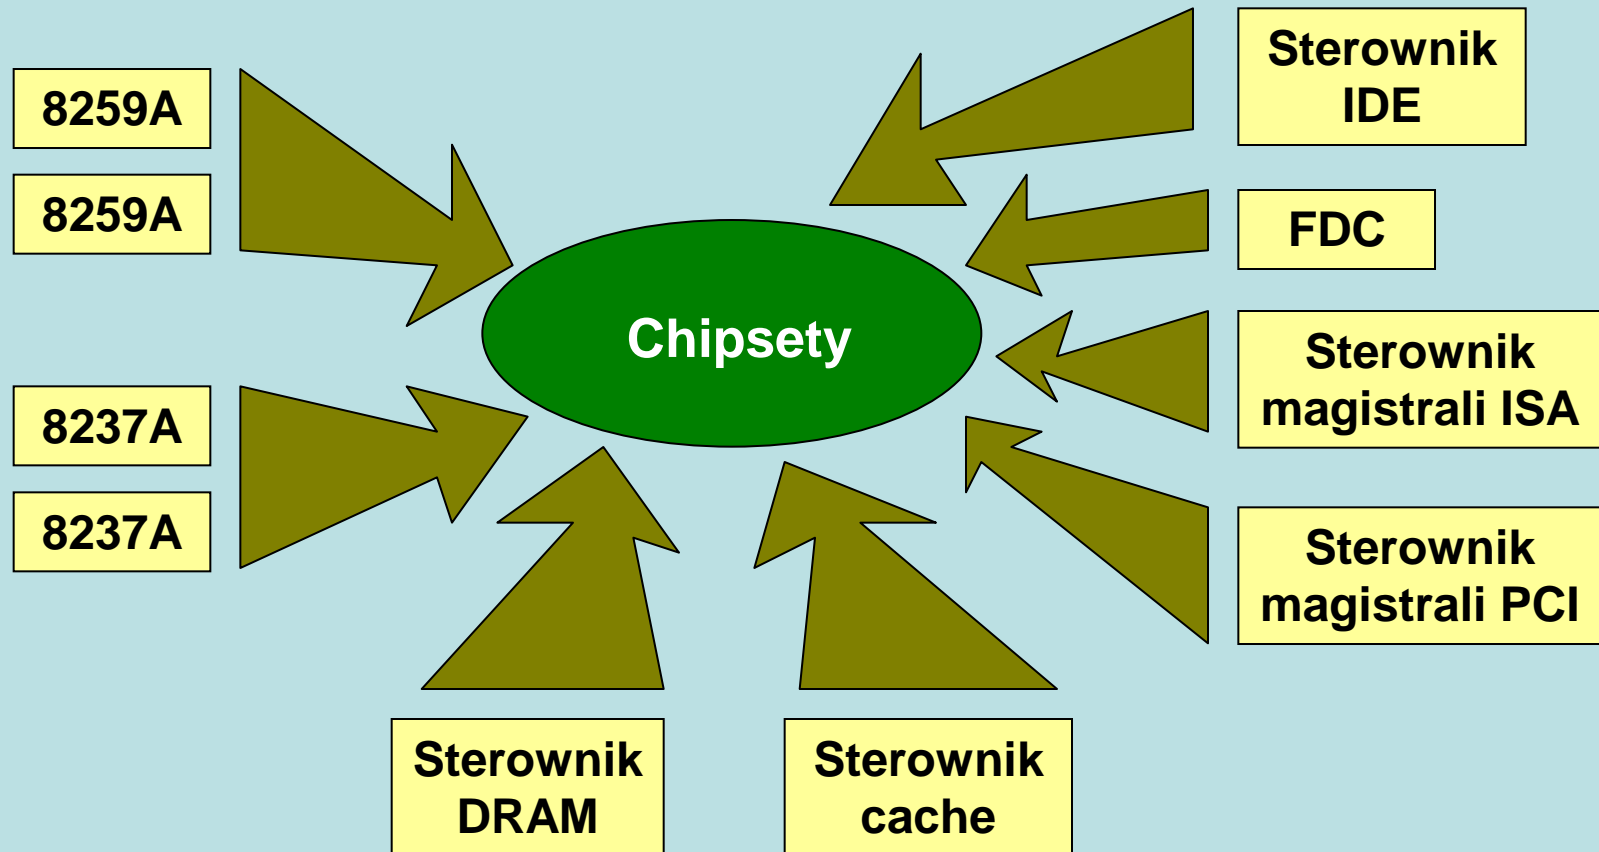 8259A
8259A
8237A
8237A
Chipsety
Sterownik
IDE
FDC
Sterownik
magistrali ISA
Sterownik
magistrali PCI
Sterownik
DRAM
Sterownik
cache